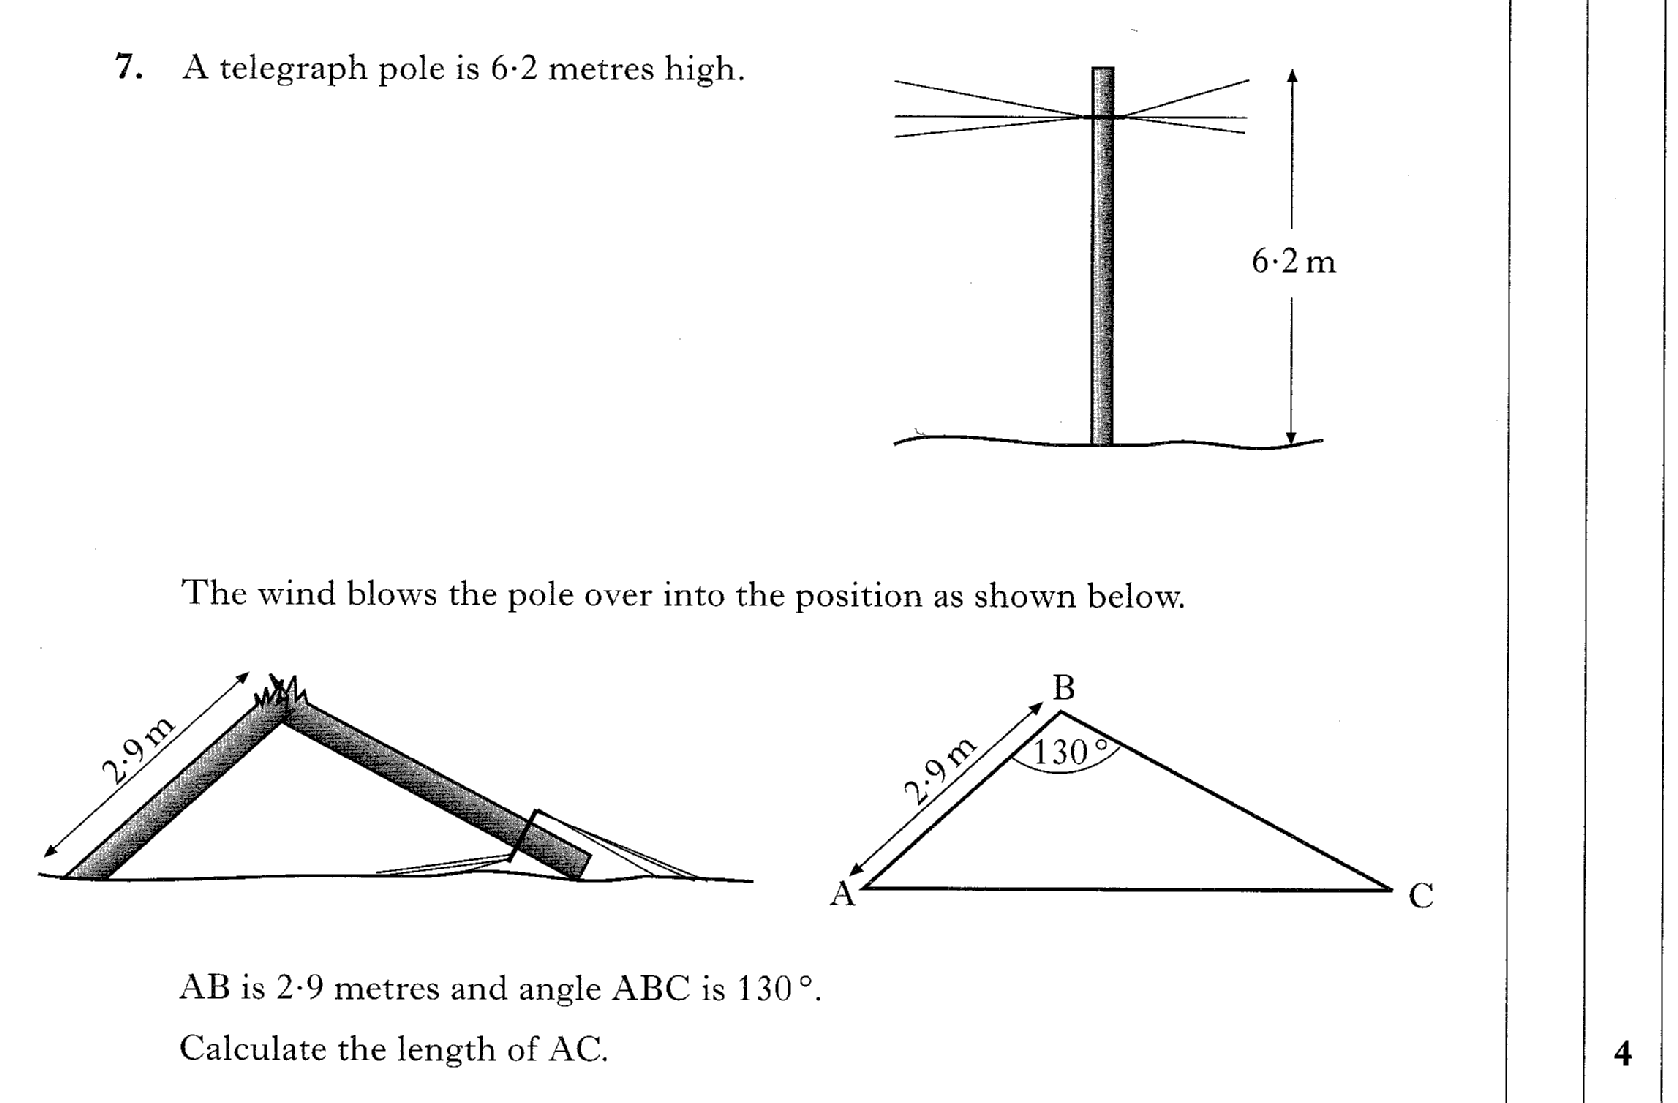 7. A telegraph pole is 6·2 metres high.
6·2 m
The wind blows the pole over into the position as shown below.
2·9 m
B
130°
2·9 m
A
C
AB is 2·9 metres and angle ABC is 130°.
Calculate the length of AC.
4